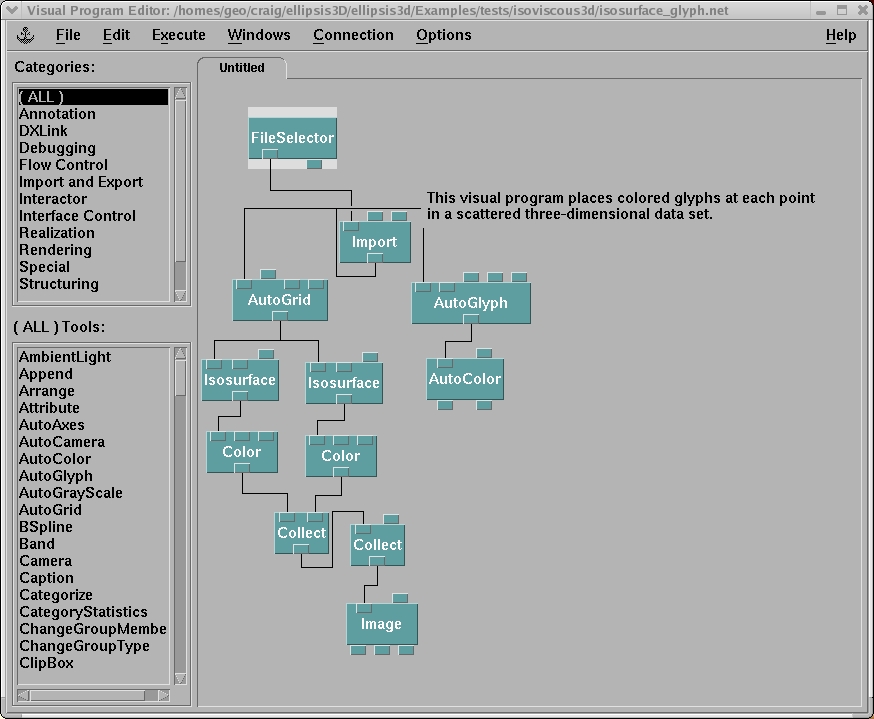 Visual Program Editor: /homes/geo/craig/ellipsis3D/ellipsis3d/Examples/tests/isoviscous3d/isosurface_glyph.net
File Edit Execute Windows Connection Options Help
Categories:
( ALL )
Annotation
DXLink
Debugging
Flow Control
Import and Export
Interactor
Interface Control
Realization
Rendering
Special
Structuring
( ALL ) Tools:
AmbientLight
Append
Arrange
Attribute
AutoAxes
AutoCamera
AutoColor
AutoGlyph
AutoGrayScale
AutoGrid
BSpline
Band
Camera
Caption
Categorize
CategoryStatistics
ChangeGroupMembe
ChangeGroupType
ClipBox
Untitled
FileSelector
This visual program places colored glyphs at each point
in a scattered three-dimensional data set.
Import
AutoGrid
AutoGlyph
Isosurface
Isosurface
AutoColor
Color
Color
Collect
Collect
Image